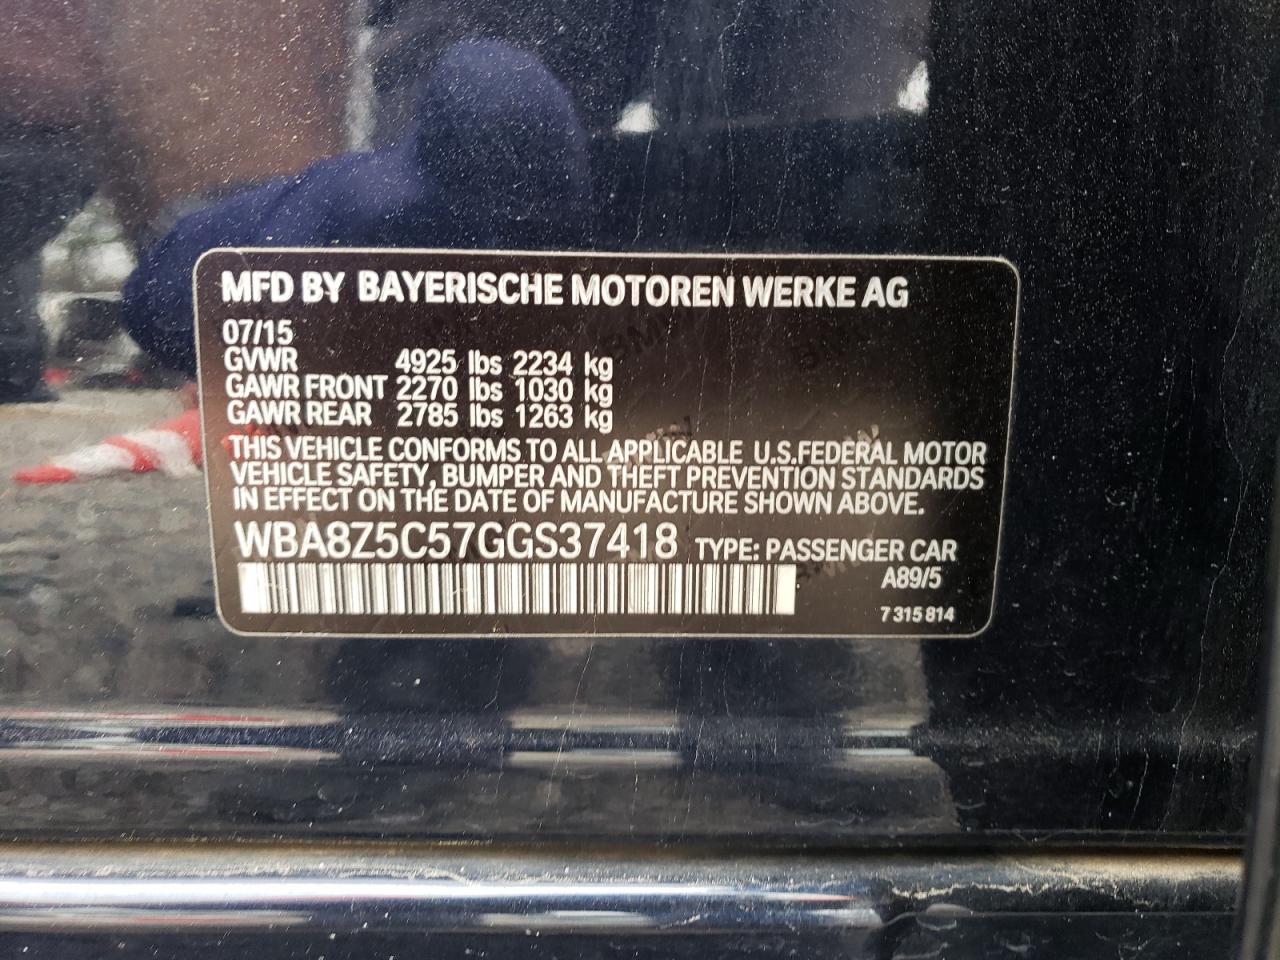 MFD BY BAYERISCHE MOTOREN WERKE AG
07/15
GVWR 4925 lbs 2234 kg
GAWR FRONT 2270 lbs 1030 kg
GAWR REAR 2785 lbs 1263 kg
THIS VEHICLE CONFORMS TO ALL APPLICABLE U.S.FEDERAL MOTOR
VEHICLE SAFETY, BUMPER AND THEFT PREVENTION STANDARDS
IN EFFECT ON THE DATE OF MANUFACTURE SHOWN ABOVE.
WBA8Z5C57GGS37418 TYPE: PASSENGER CAR
A89/5
7 315 814